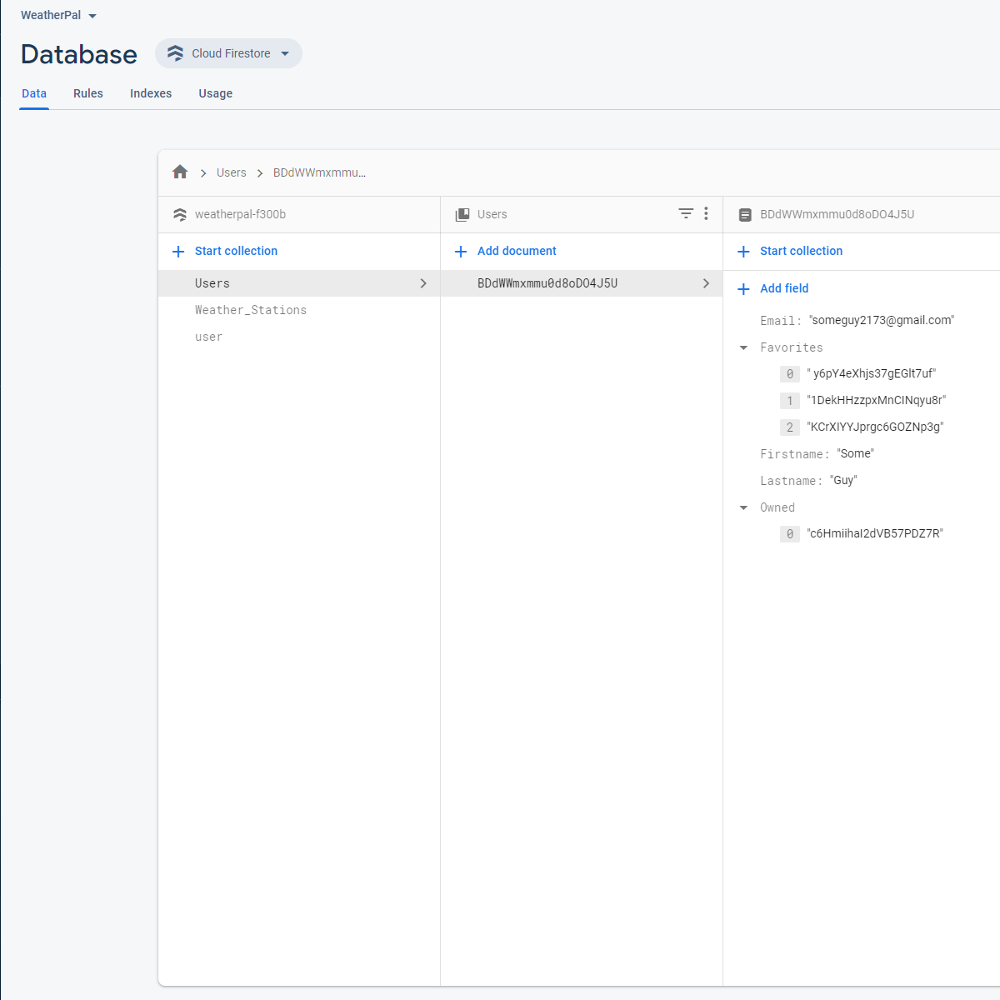 WeatherPal
Database
Cloud Firestore
Data Rules Indexes Usage
Users BDdWWmxmmu...
weatherpal-f300b
Start collection
Users
Weather_Stations
user
Users
Add document
BDdWWmxmmu0d8oDO4J5U
BDdWWmxmmu0d8oDO4J5U
Start collection
Add field
Email: "someguy2173@gmail.com"
Favorites
0 " y6pY4eXhjs37gEGlt7uf"
1 "1DekHHzzpxMnCINqyu8r"
2 "KCrXIYYJprgc6GOZNp3g"
Firstname: "Some"
Lastname: "Guy"
Owned
0 "c6HmiihaI2dVB57PDZ7R"